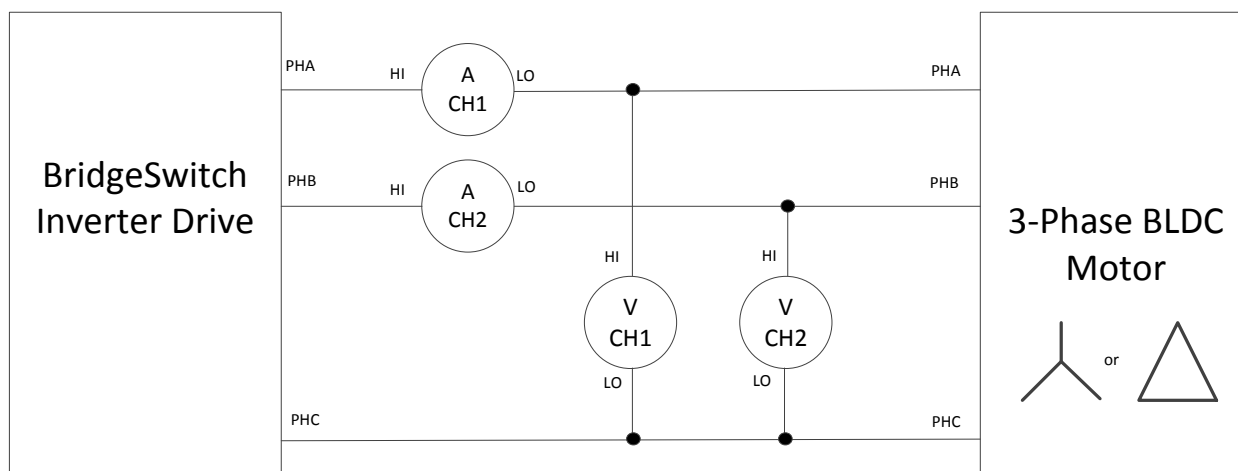 PHA
HI
A
CH1
LO
PHA
BridgeSwitch
Inverter Drive
PHB
HI
A
CH2
LO
PHB
3-Phase BLDC
Motor
HI
V
CH1
LO
HI
V
CH2
LO
or
PHC
PHC